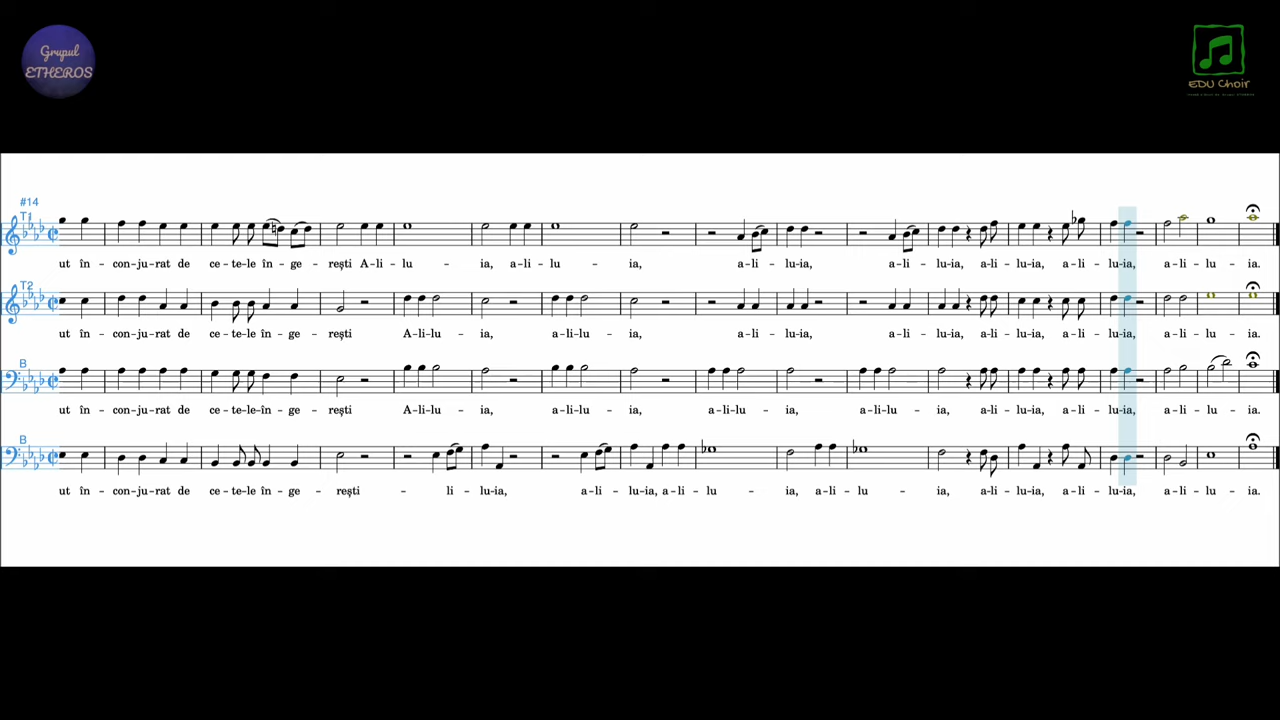 Grupul
ETHEROS
EDU Choir
#14
T1
ut în-con-ju-rat de ce-te-le în-ge-rești A-li-lu-ia, a-li-lu-ia, a-li-lu-ia, a-li-lu-ia, a-li-lu-ia, a-li-lu-ia, a-li-lu-ia.
T2
ut în-con-ju-rat de ce-te-le în-ge-rești A-li-lu-ia, a-li-lu-ia, a-li-lu-ia, a-li-lu-ia, a-li-lu-ia, a-li-lu-ia, a-li-lu-ia.
B
ut în-con-ju-rat de ce-te-le-în-ge-rești A-li-lu-ia, a-li-lu-ia, a-li-lu-ia, a-li-lu-ia, a-li-lu-ia, a-li-lu-ia, a-li-lu-ia.
B
ut în-con-ju-rat de ce-te-le în-ge-rești - li-lu-ia, a-li-lu-ia, a-li-lu-ia, a-li-lu-ia, a-li-lu-ia, a-li-lu-ia, a-li-lu-ia.